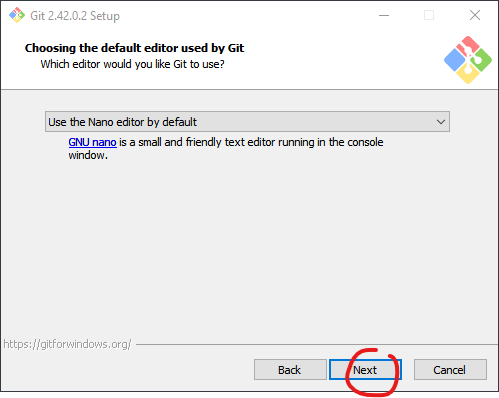 Git 2.42.0.2 Setup
Choosing the default editor used by Git
Which editor would you like Git to use?
Use the Nano editor by default
GNU nano is a small and friendly text editor running in the console
window.
https://gitforwindows.org/
Back Next Cancel